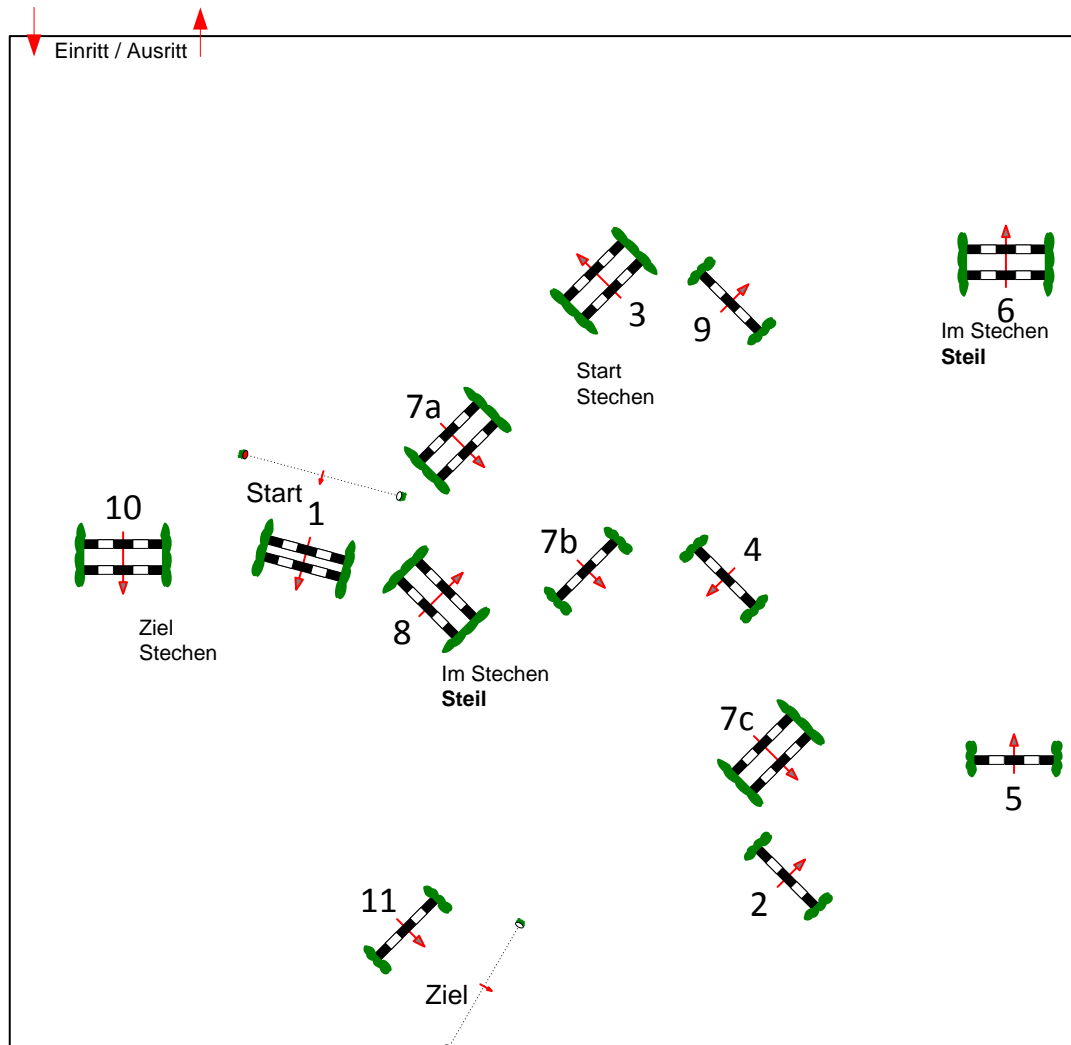 Einritt / Ausritt
3
9
6
Im Stechen
Steil
Start
Stechen
7a
Start
10
1
7b
4
8
Ziel
Stechen
Im Stechen
Steil
7c
5
2
11
Ziel